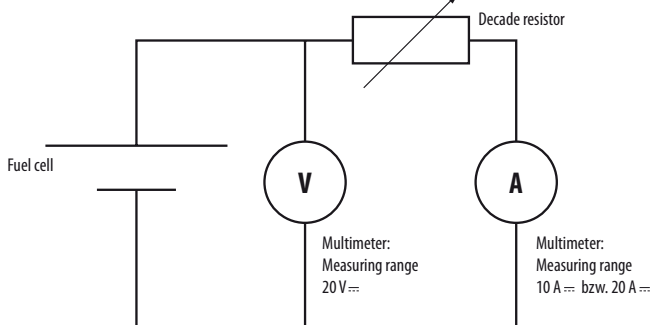 Decade resistor
Fuel cell
V
A
Multimeter:
Measuring range
20 V ⎓
Multimeter:
Measuring range
10 A ⎓ bzw. 20 A ⎓